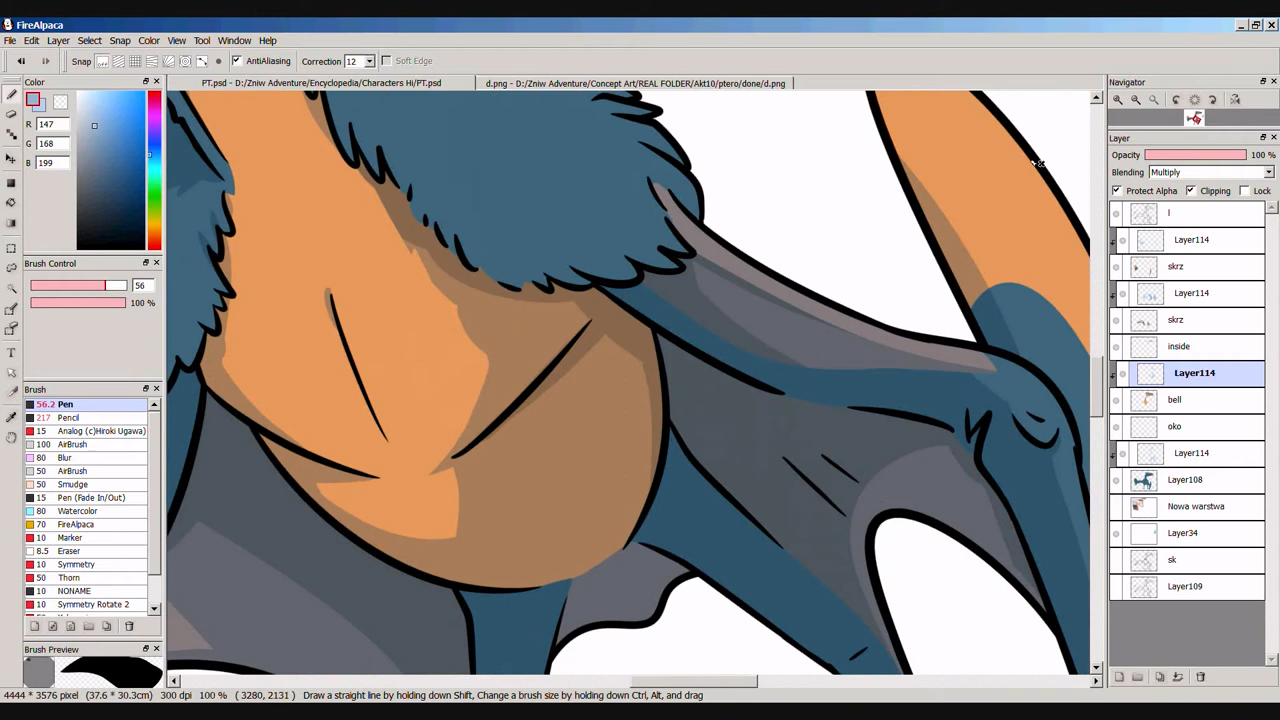 FireAlpaca
File Edit Layer Select Snap Color View Tool Window Help
Snap off AntiAliasing Correction 12 Soft Edge
PT.psd - D:/Zniw Adventure/Encyclopedia/Characters Hi/PT.psd
d.png - D:/Zniw Adventure/Concept Art/REAL FOLDER/Akt10/ptero/done/d.png
Color
R 147
G 168
B 199
Brush Control
56
100 %
Brush
56.2 Pen
217 Pencil
15 Analog (c)Hiroki Ugawa)
100 AirBrush
80 Blur
50 AirBrush
50 Smudge
15 Pen (Fade In/Out)
80 Watercolor
70 FireAlpaca
10 Marker
8.5 Eraser
10 Symmetry
50 Thorn
10 NONAME
10 Symmetry Rotate 2
Brush Preview
Navigator
Layer
Opacity 100 %
Blending Multiply
Protect Alpha Clipping Lock
l
Layer114
skrz
Layer114
skrz
inside
Layer114
bell
oko
Layer114
Layer108
Nowa warstwa
Layer34
sk
Layer109
4444 * 3576 pixel (37.6 * 30.3cm) 300 dpi 100 % ( 3280, 2131 ) Draw a straight line by holding down Shift, Change a brush size by holding down Ctrl, Alt, and drag